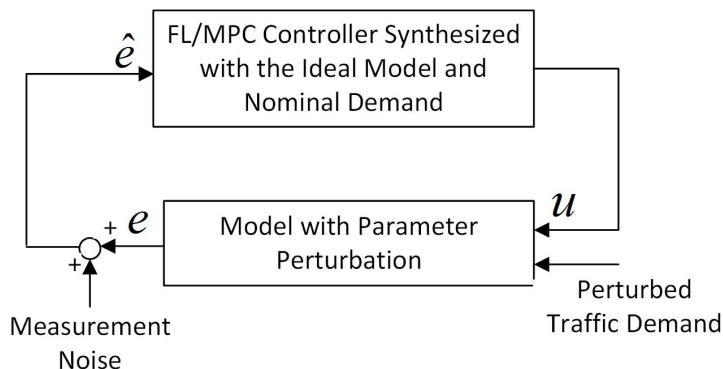 FL/MPC Controller Synthesized
with the Ideal Model and
Nominal Demand
ê
u
Model with Parameter
Perturbation
e
+
+
Perturbed
Traffic Demand
Measurement
Noise